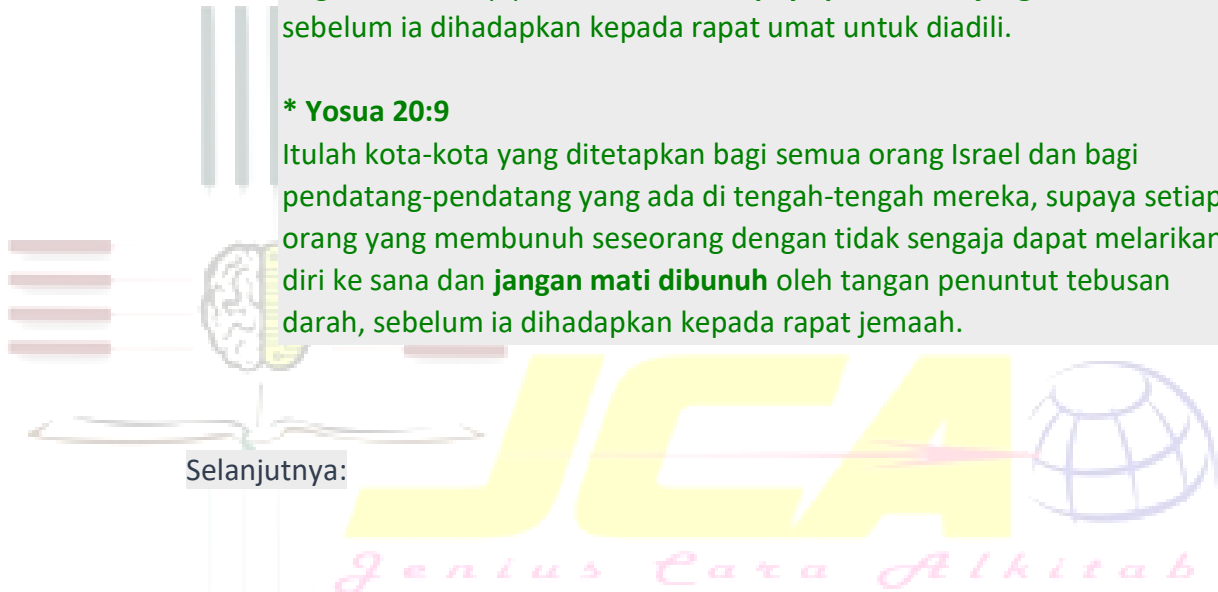 sebelum ia dihadapkan kepada rapat umat untuk diadili.
* Yosua 20:9
Itulah kota-kota yang ditetapkan bagi semua orang Israel dan bagi
pendatang-pendatang yang ada di tengah-tengah mereka, supaya setiap
orang yang membunuh seseorang dengan tidak sengaja dapat melarikan
diri ke sana dan jangan mati dibunuh oleh tangan penuntut tebusan
darah, sebelum ia dihadapkan kepada rapat jemaah.
Selanjutnya:
JCA
Jenius Cara Alkitab